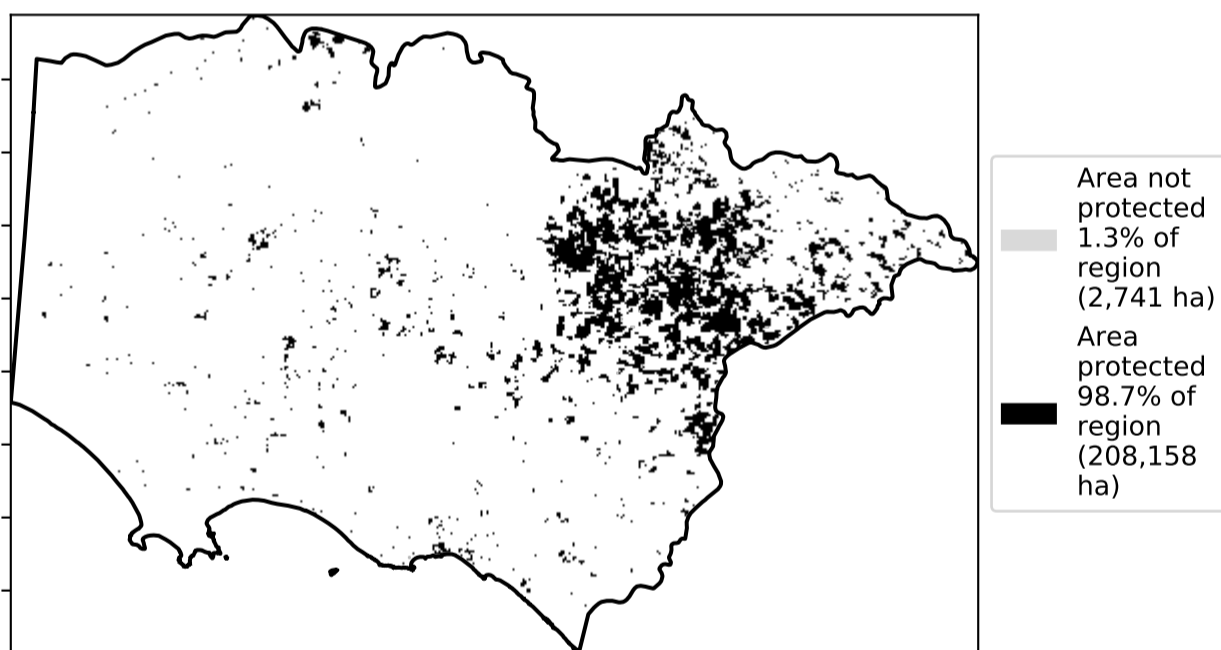 Area not
protected
1.3% of
region
(2,741 ha)
Area
protected
98.7% of
region
(208,158
ha)